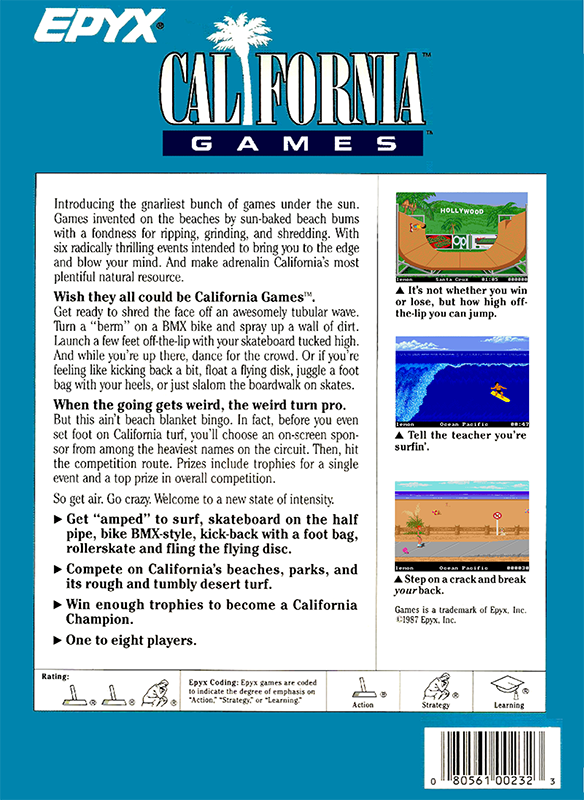 EPYX®
CALIFORNIA™
GAMES™
Introducing the gnarliest bunch of games under the sun.
Games invented on the beaches by sun-baked beach bums
with a fondness for ripping, grinding, and shredding. With
six radically thrilling events intended to bring you to the edge
and blow your mind. And make adrenalin California's most
plentiful natural resource.
Wish they all could be California Games™.
Get ready to shred the face off an awesomely tubular wave.
Turn a "berm" on a BMX bike and spray up a wall of dirt.
Launch a few feet off-the-lip with your skateboard tucked high.
And while you're up there, dance for the crowd. Or if you're
feeling like kicking back a bit, float a flying disk, juggle a foot
bag with your heels, or just slalom the boardwalk on skates.
When the going gets weird, the weird turn pro.
But this ain't beach blanket bingo. In fact, before you even
set foot on California turf, you'll choose an on-screen spon-
sor from among the heaviest names on the circuit. Then, hit
the competition route. Prizes include trophies for a single
event and a top prize in overall competition.
So get air. Go crazy. Welcome to a new state of intensity.
▶ Get "amped" to surf, skateboard on the half
pipe, bike BMX-style, kick-back with a foot bag,
rollerskate and fling the flying disc.
▶ Compete on California's beaches, parks, and
its rough and tumbly desert turf.
▶ Win enough trophies to become a California
Champion.
▶ One to eight players.
HOLLYWOOD
lemon Santa Cruz 01:05 000000
▲ It's not whether you win
or lose, but how high off-
the-lip you can jump.
lemon Ocean Pacific 00:47
▲ Tell the teacher you're
surfin'.
lemon Ocean Pacific 000030
▲ Step on a crack and break
your back.
Games is a trademark of Epyx, Inc.
©1987 Epyx, Inc.
Rating:
® ® ®
Epyx Coding: Epyx games are coded
to indicate the degree of emphasis on
"Action," "Strategy," or "Learning."
®
Action
®
Strategy
®
Learning
0 80561 00232 3